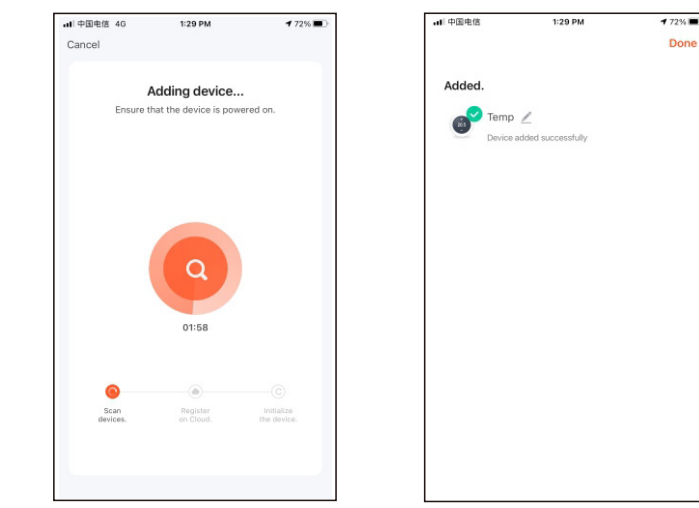 中国电信 4G 1:29 PM 72%
Cancel
Adding device...
Ensure that the device is powered on.
01:58
Scan devices.
Register on Cloud.
Initialize the device.
中国电信 1:29 PM 72%
Done
Added.
Temp
Device added successfully